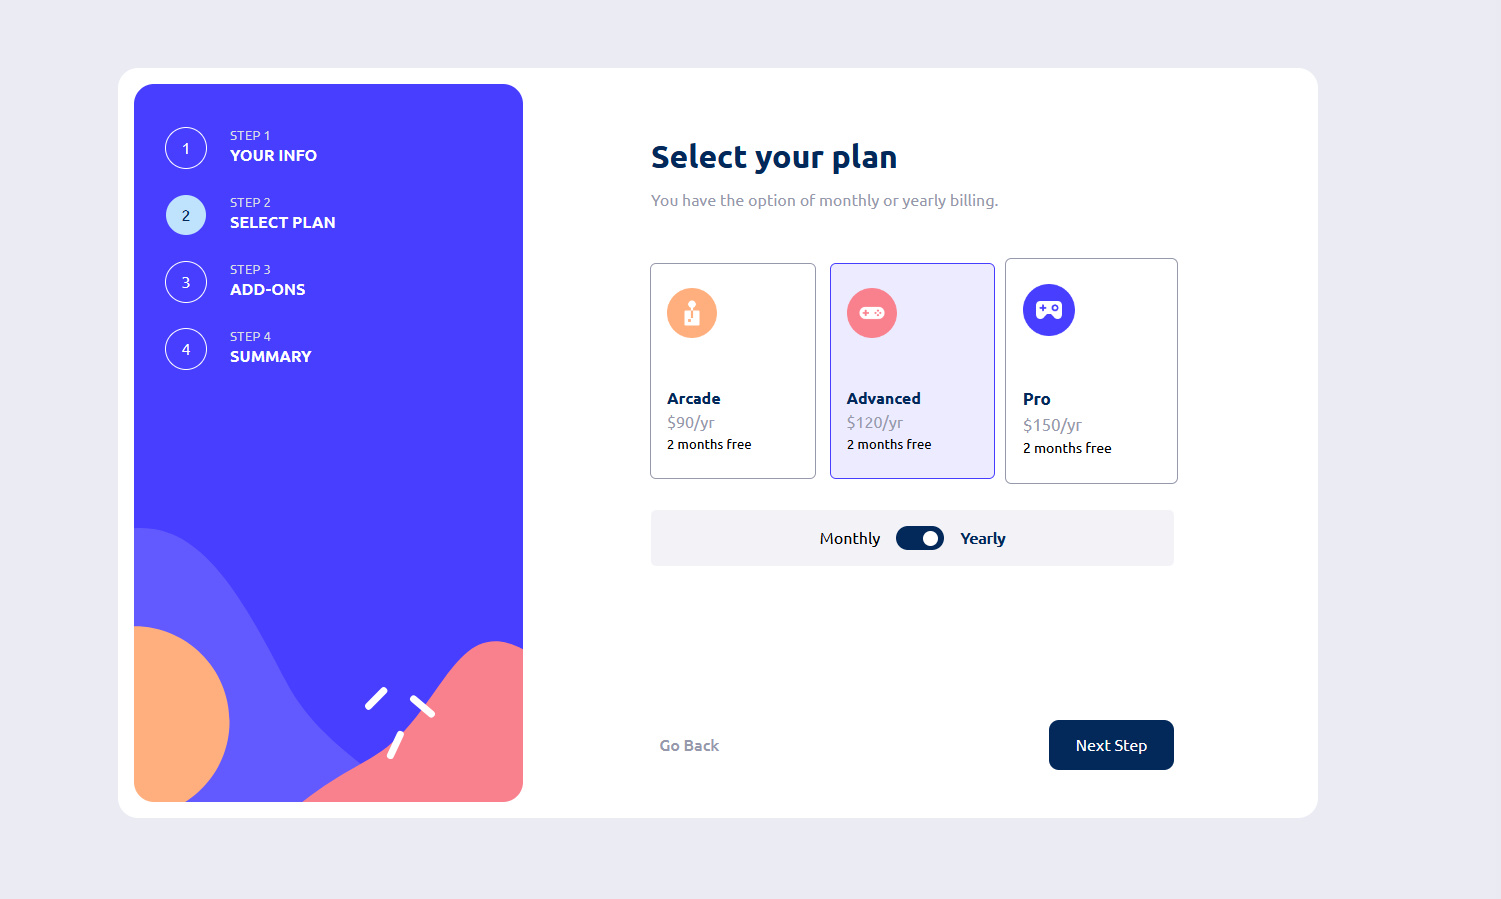 1
STEP 1
YOUR INFO
2
STEP 2
SELECT PLAN
3
STEP 3
ADD-ONS
4
STEP 4
SUMMARY
Select your plan
You have the option of monthly or yearly billing.
Arcade
$90/yr
2 months free
Advanced
$120/yr
2 months free
Pro
$150/yr
2 months free
Monthly
Yearly
Go Back
Next Step